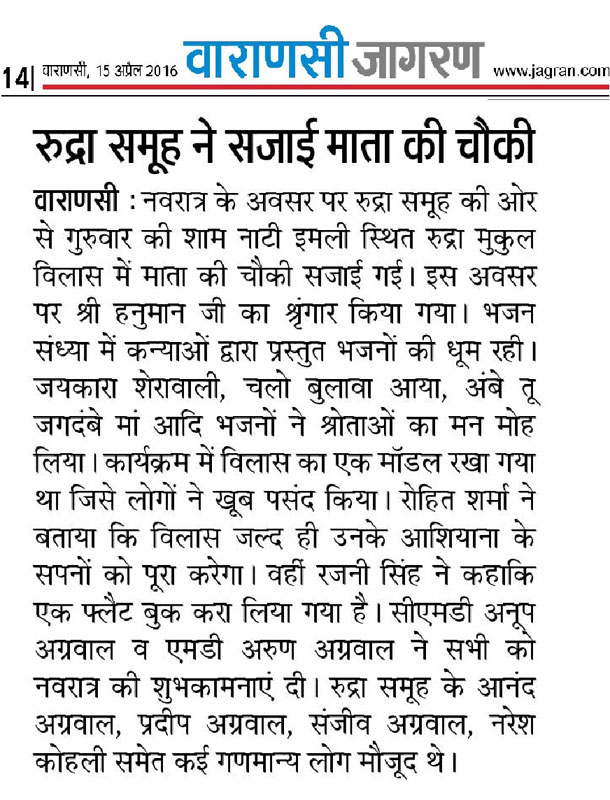 14 वाराणसी, 15 अप्रैल 2016 वाराणसी जागरण www.jagran.com
रुद्रा समूह ने सजाई माता की चौकी
वाराणसी : नवरात्र के अवसर पर रुद्रा समूह की ओर
से गुरुवार की शाम नाटी इमली स्थित रुद्रा मुकुल
विलास में माता की चौकी सजाई गई। इस अवसर
पर श्री हनुमान जी का श्रृंगार किया गया। भजन
संध्या में कन्याओं द्वारा प्रस्तुत भजनों की धूम रही।
जयकारा शेरावाली, चलो बुलावा आया, अंबे तू
जगदंबे मां आदि भजनों ने श्रोताओं का मन मोह
लिया। कार्यक्रम में विलास का एक मॉडल रखा गया
था जिसे लोगों ने खूब पसंद किया। रोहित शर्मा ने
बताया कि विलास जल्द ही उनके आशियाना के
सपनों को पूरा करेगा। वहीं रजनी सिंह ने कहाकि
एक फ्लैट बुक करा लिया गया है। सीएमडी अनूप
अग्रवाल व एमडी अरुण अग्रवाल ने सभी को
नवरात्र की शुभकामनाएं दी। रुद्रा समूह के आनंद
अग्रवाल, प्रदीप अग्रवाल, संजीव अग्रवाल, नरेश
कोहली समेत कई गणमान्य लोग मौजूद थे।